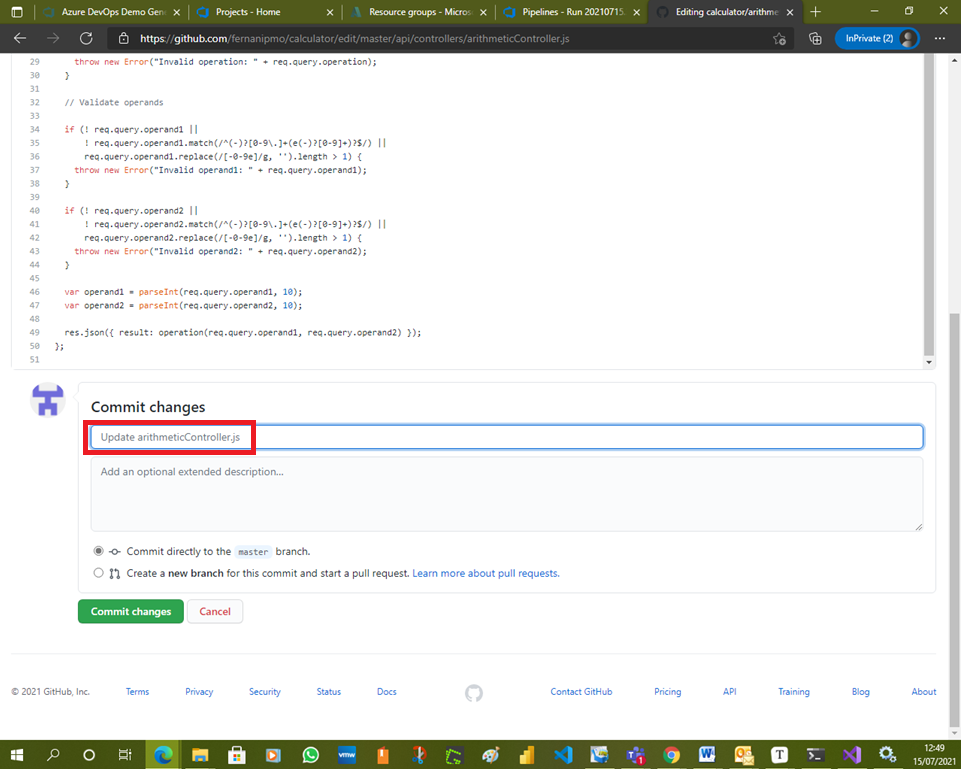 Azure DevOps Demo Gene
Projects - Home
Resource groups - Micros
Pipelines - Run 20210715.
Editing calculator/arithme
https://github.com/fernanipmo/calculator/edit/master/api/controllers/arithmeticController.js
InPrivate (2)
29 throw new Error("Invalid operation: " + req.query.operation);
30 }
31
32 // Validate operands
33
34 if (! req.query.operand1 ||
35 ! req.query.operand1.match(/^(-)?[0-9\.]+(e(-)?[0-9]+)?$/) ||
36 req.query.operand1.replace(/[-0-9e]/g, '').length > 1) {
37 throw new Error("Invalid operand1: " + req.query.operand1);
38 }
39
40 if (! req.query.operand2 ||
41 ! req.query.operand2.match(/^(-)?[0-9\.]+(e(-)?[0-9]+)?$/) ||
42 req.query.operand2.replace(/[-0-9e]/g, '').length > 1) {
43 throw new Error("Invalid operand2: " + req.query.operand2);
44 }
45
46 var operand1 = parseInt(req.query.operand1, 10);
47 var operand2 = parseInt(req.query.operand2, 10);
48
49 res.json({ result: operation(req.query.operand1, req.query.operand2) });
50 };
51
Commit changes
Update arithmeticController.js
Add an optional extended description...
Commit directly to the master branch.
Create a new branch for this commit and start a pull request. Learn more about pull requests.
Commit changes Cancel
© 2021 GitHub, Inc. Terms Privacy Security Status Docs Contact GitHub Pricing API Training Blog About
vmw
1
W
T
12:49
15/07/2021